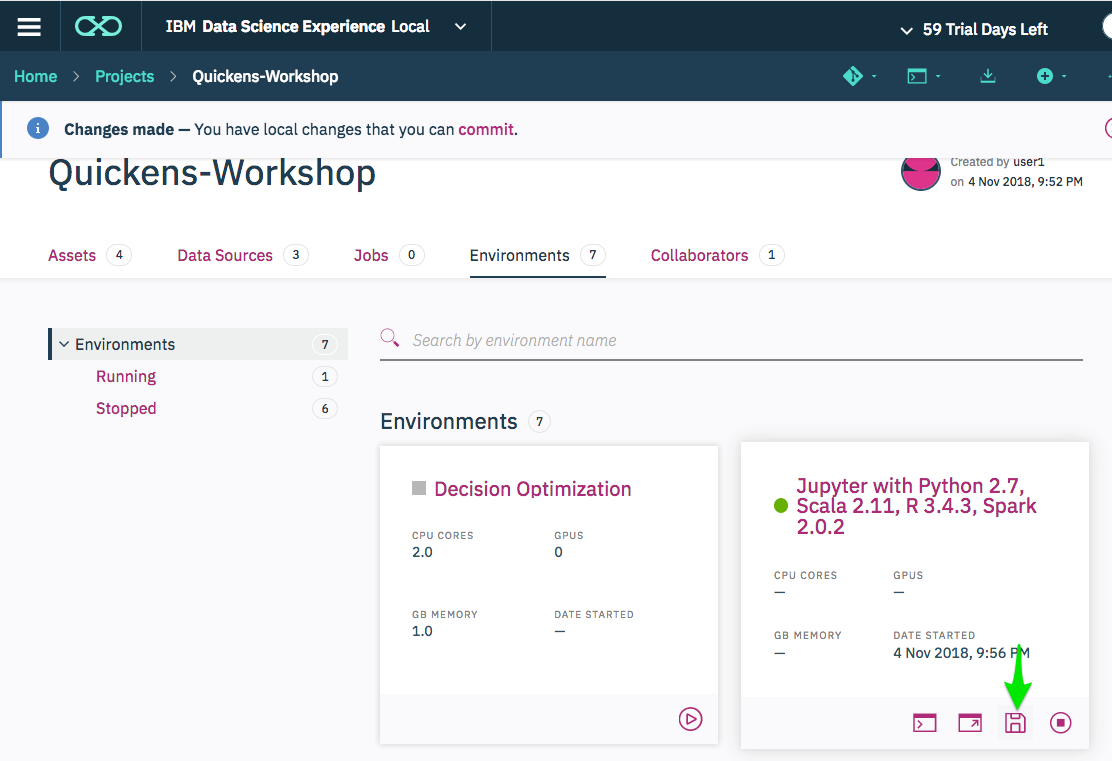 IBM Data Science Experience Local
59 Trial Days Left
Home > Projects > Quickens-Workshop
Changes made — You have local changes that you can commit.
Quickens-Workshop
Created by user1
on 4 Nov 2018, 9:52 PM
Assets 4 Data Sources 3 Jobs 0 Environments 7 Collaborators 1
Environments 7
Running 1
Stopped 6
Search by environment name
Environments 7
Decision Optimization
CPU CORES GPUS
2.0 0
GB MEMORY DATE STARTED
1.0 —
Jupyter with Python 2.7,
Scala 2.11, R 3.4.3, Spark
2.0.2
CPU CORES GPUS
— —
GB MEMORY DATE STARTED
— 4 Nov 2018, 9:56 PM